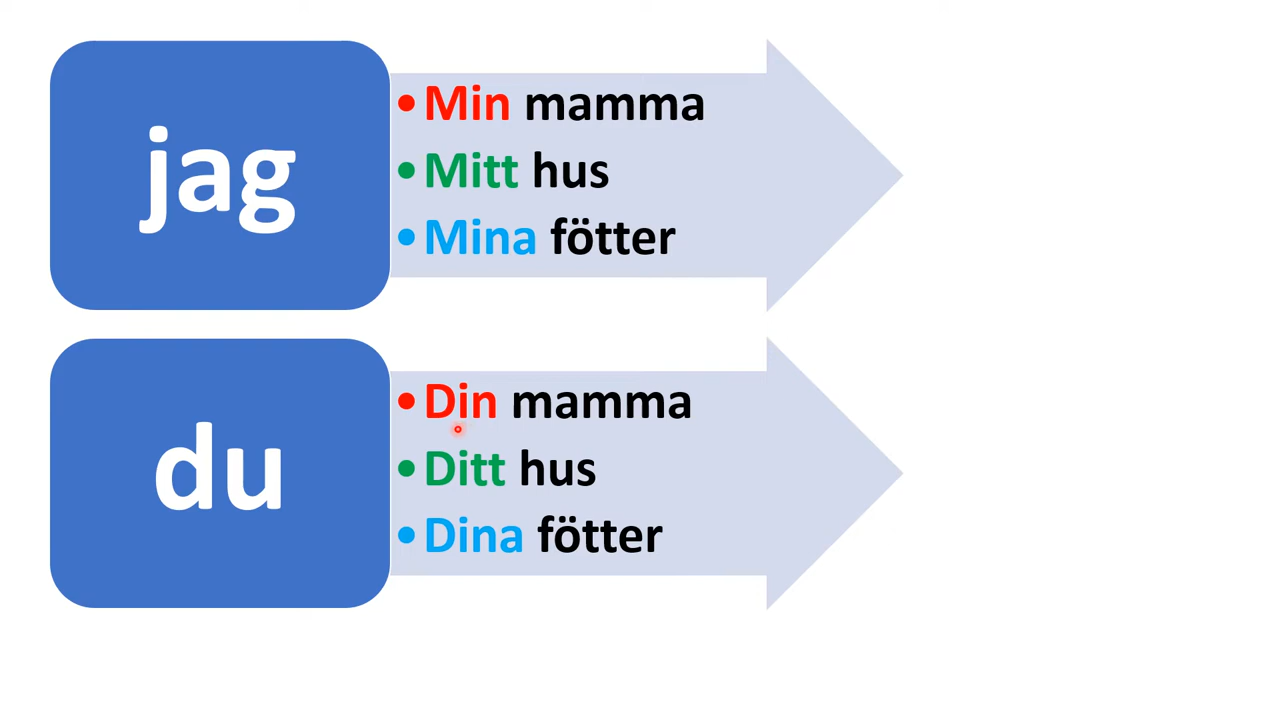 jag
•Min mamma
•Mitt hus
•Mina fötter
du
•Din mamma
•Ditt hus
•Dina fötter